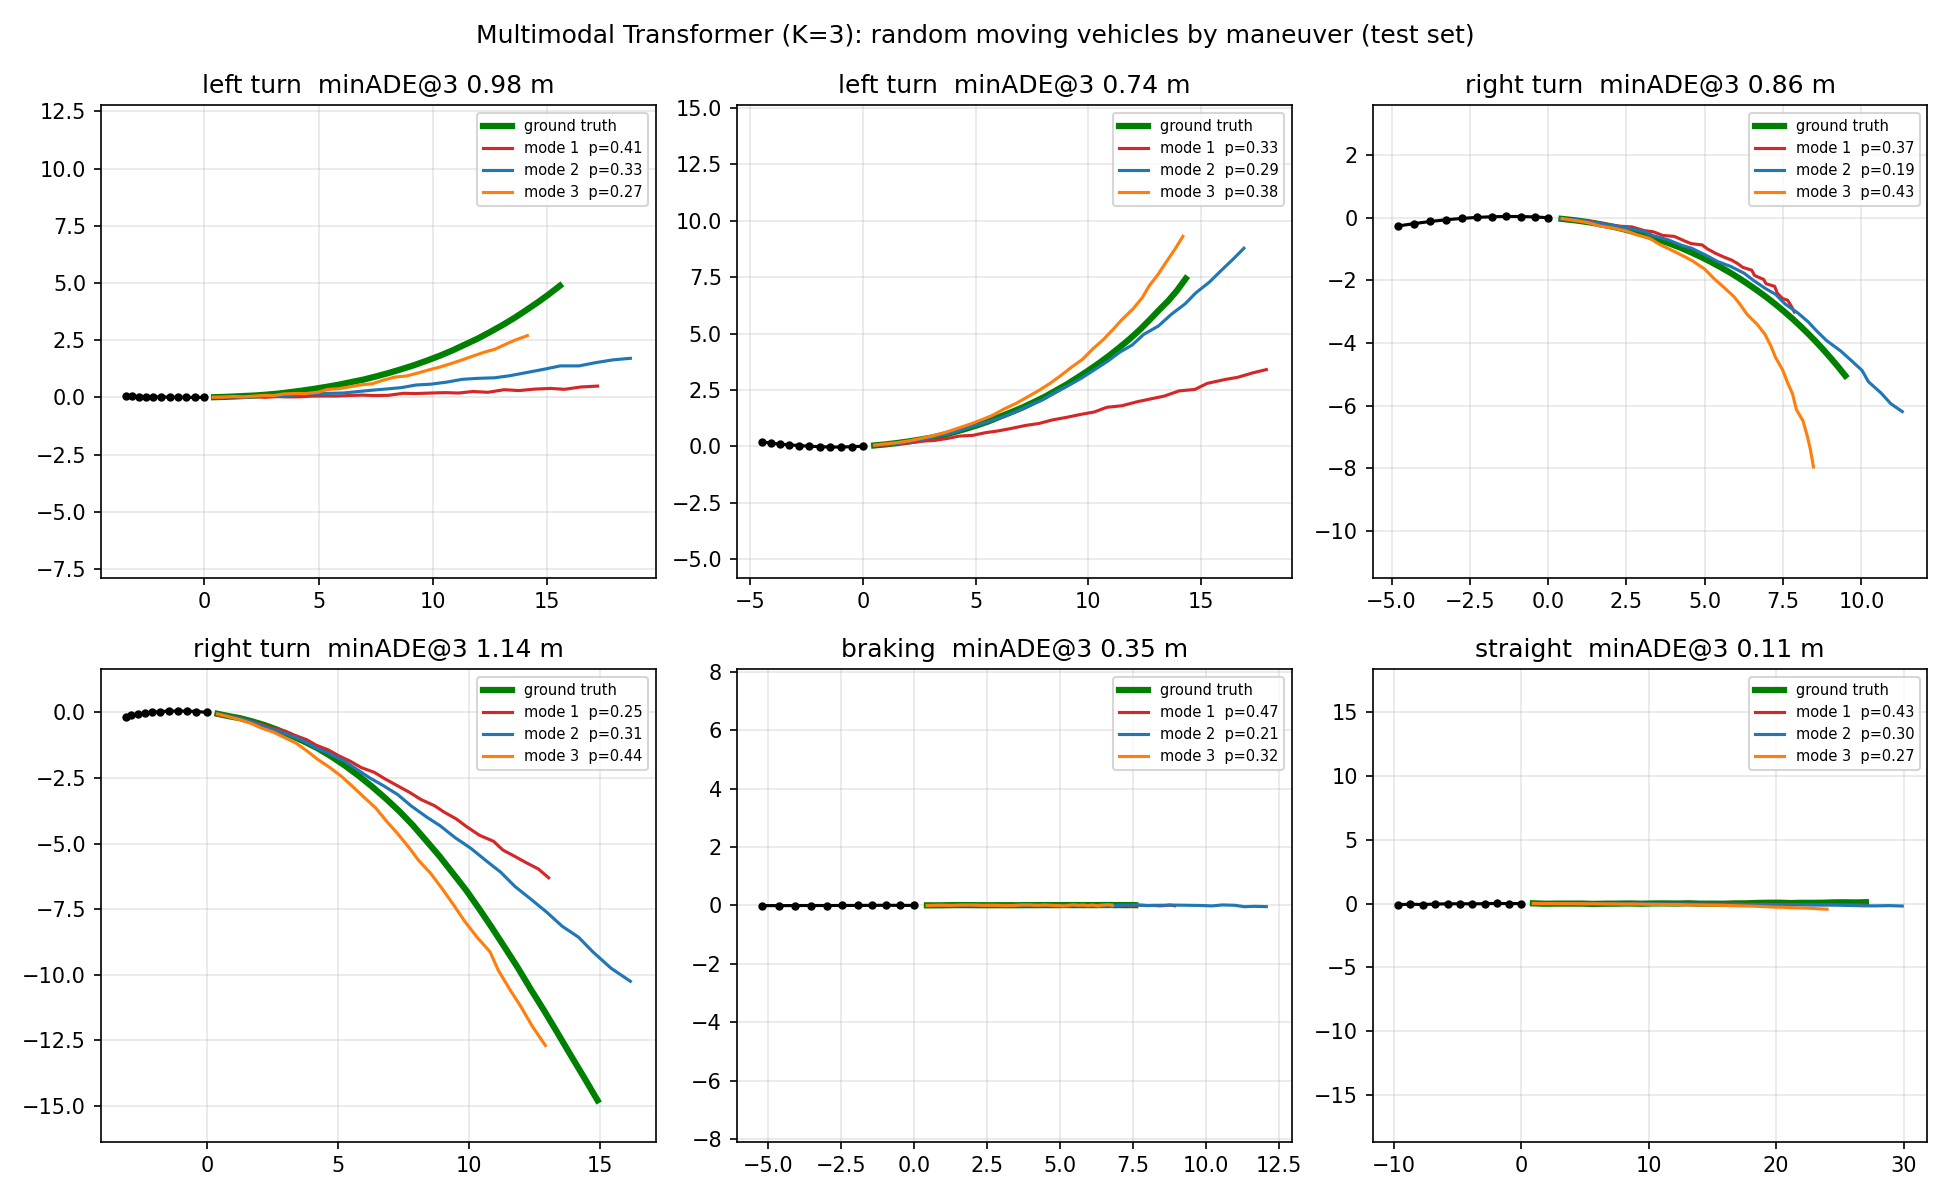 Multimodal Transformer (K=3): random moving vehicles by maneuver (test set)
left turn  minADE@3 0.98 m
12.5
10.0
7.5
5.0
2.5
0.0
−2.5
−5.0
−7.5
0
5
10
15
ground truth
mode 1  p=0.41
mode 2  p=0.33
mode 3  p=0.27
left turn  minADE@3 0.74 m
15.0
12.5
10.0
7.5
5.0
2.5
0.0
−2.5
−5.0
−5
0
5
10
15
ground truth
mode 1  p=0.33
mode 2  p=0.29
mode 3  p=0.38
right turn  minADE@3 0.86 m
2
0
−2
−4
−6
−8
−10
−5.0
−2.5
0.0
2.5
5.0
7.5
10.0
ground truth
mode 1  p=0.37
mode 2  p=0.19
mode 3  p=0.43
right turn  minADE@3 1.14 m
0.0
−2.5
−5.0
−7.5
−10.0
−12.5
−15.0
0
5
10
15
ground truth
mode 1  p=0.25
mode 2  p=0.31
mode 3  p=0.44
braking  minADE@3 0.35 m
8
6
4
2
0
−2
−4
−6
−8
−5.0
−2.5
0.0
2.5
5.0
7.5
10.0
12.5
ground truth
mode 1  p=0.47
mode 2  p=0.21
mode 3  p=0.32
straight  minADE@3 0.11 m
15
10
5
0
−5
−10
−15
−10
0
10
20
30
ground truth
mode 1  p=0.43
mode 2  p=0.30
mode 3  p=0.27